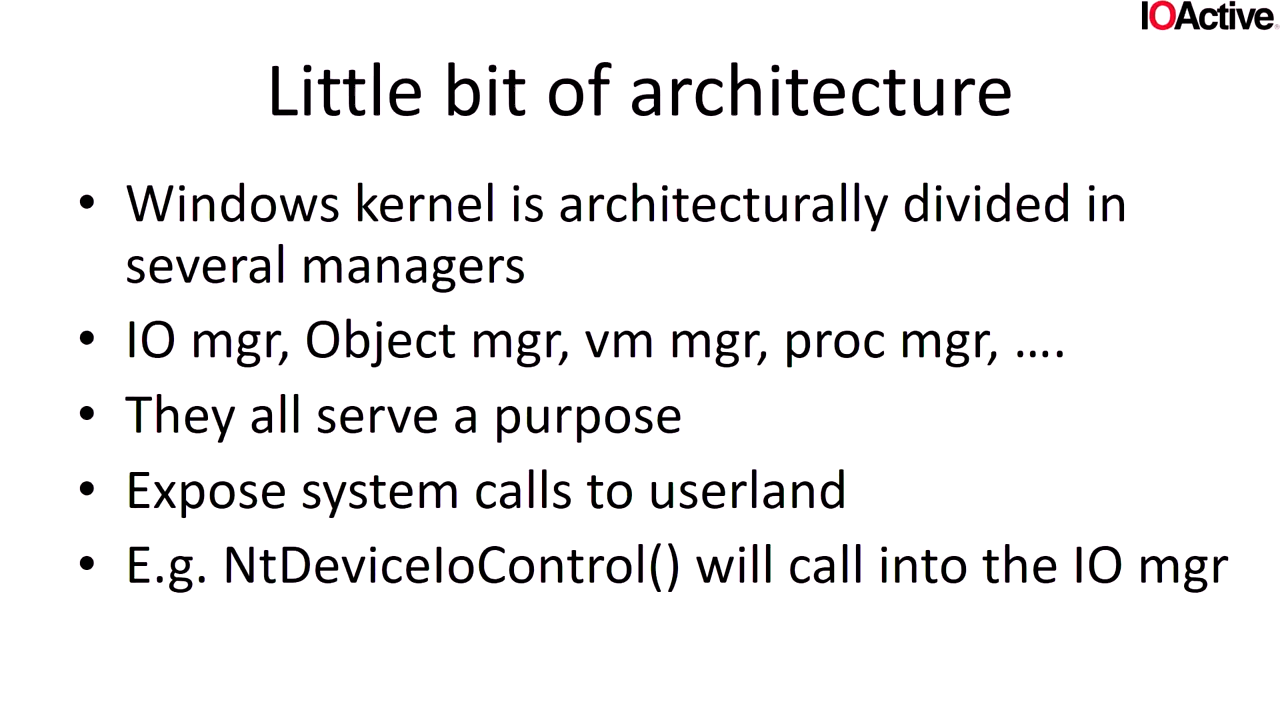 IOActive
Little bit of architecture
• Windows kernel is architecturally divided in
several managers
• IO mgr, Object mgr, vm mgr, proc mgr, ....
• They all serve a purpose
• Expose system calls to userland
• E.g. NtDeviceIoControl() will call into the IO mgr